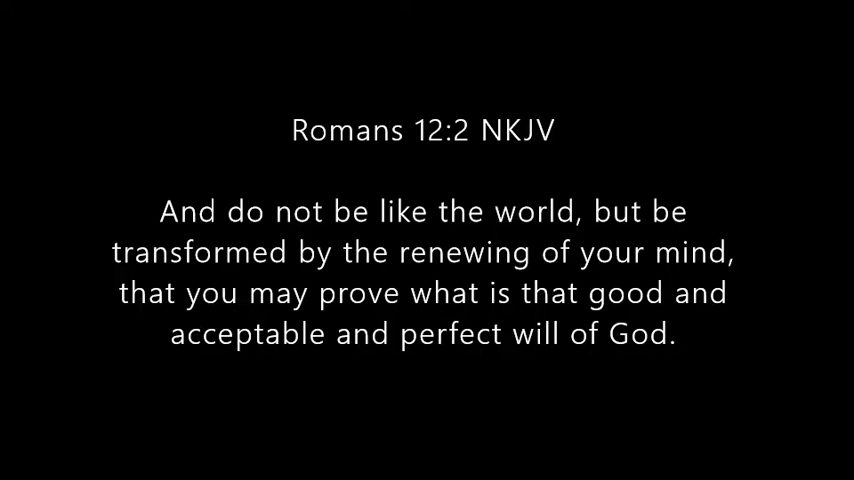 Romans 12:2 NKJV
And do not be like the world, but be
transformed by the renewing of your mind,
that you may prove what is that good and
acceptable and perfect will of God.